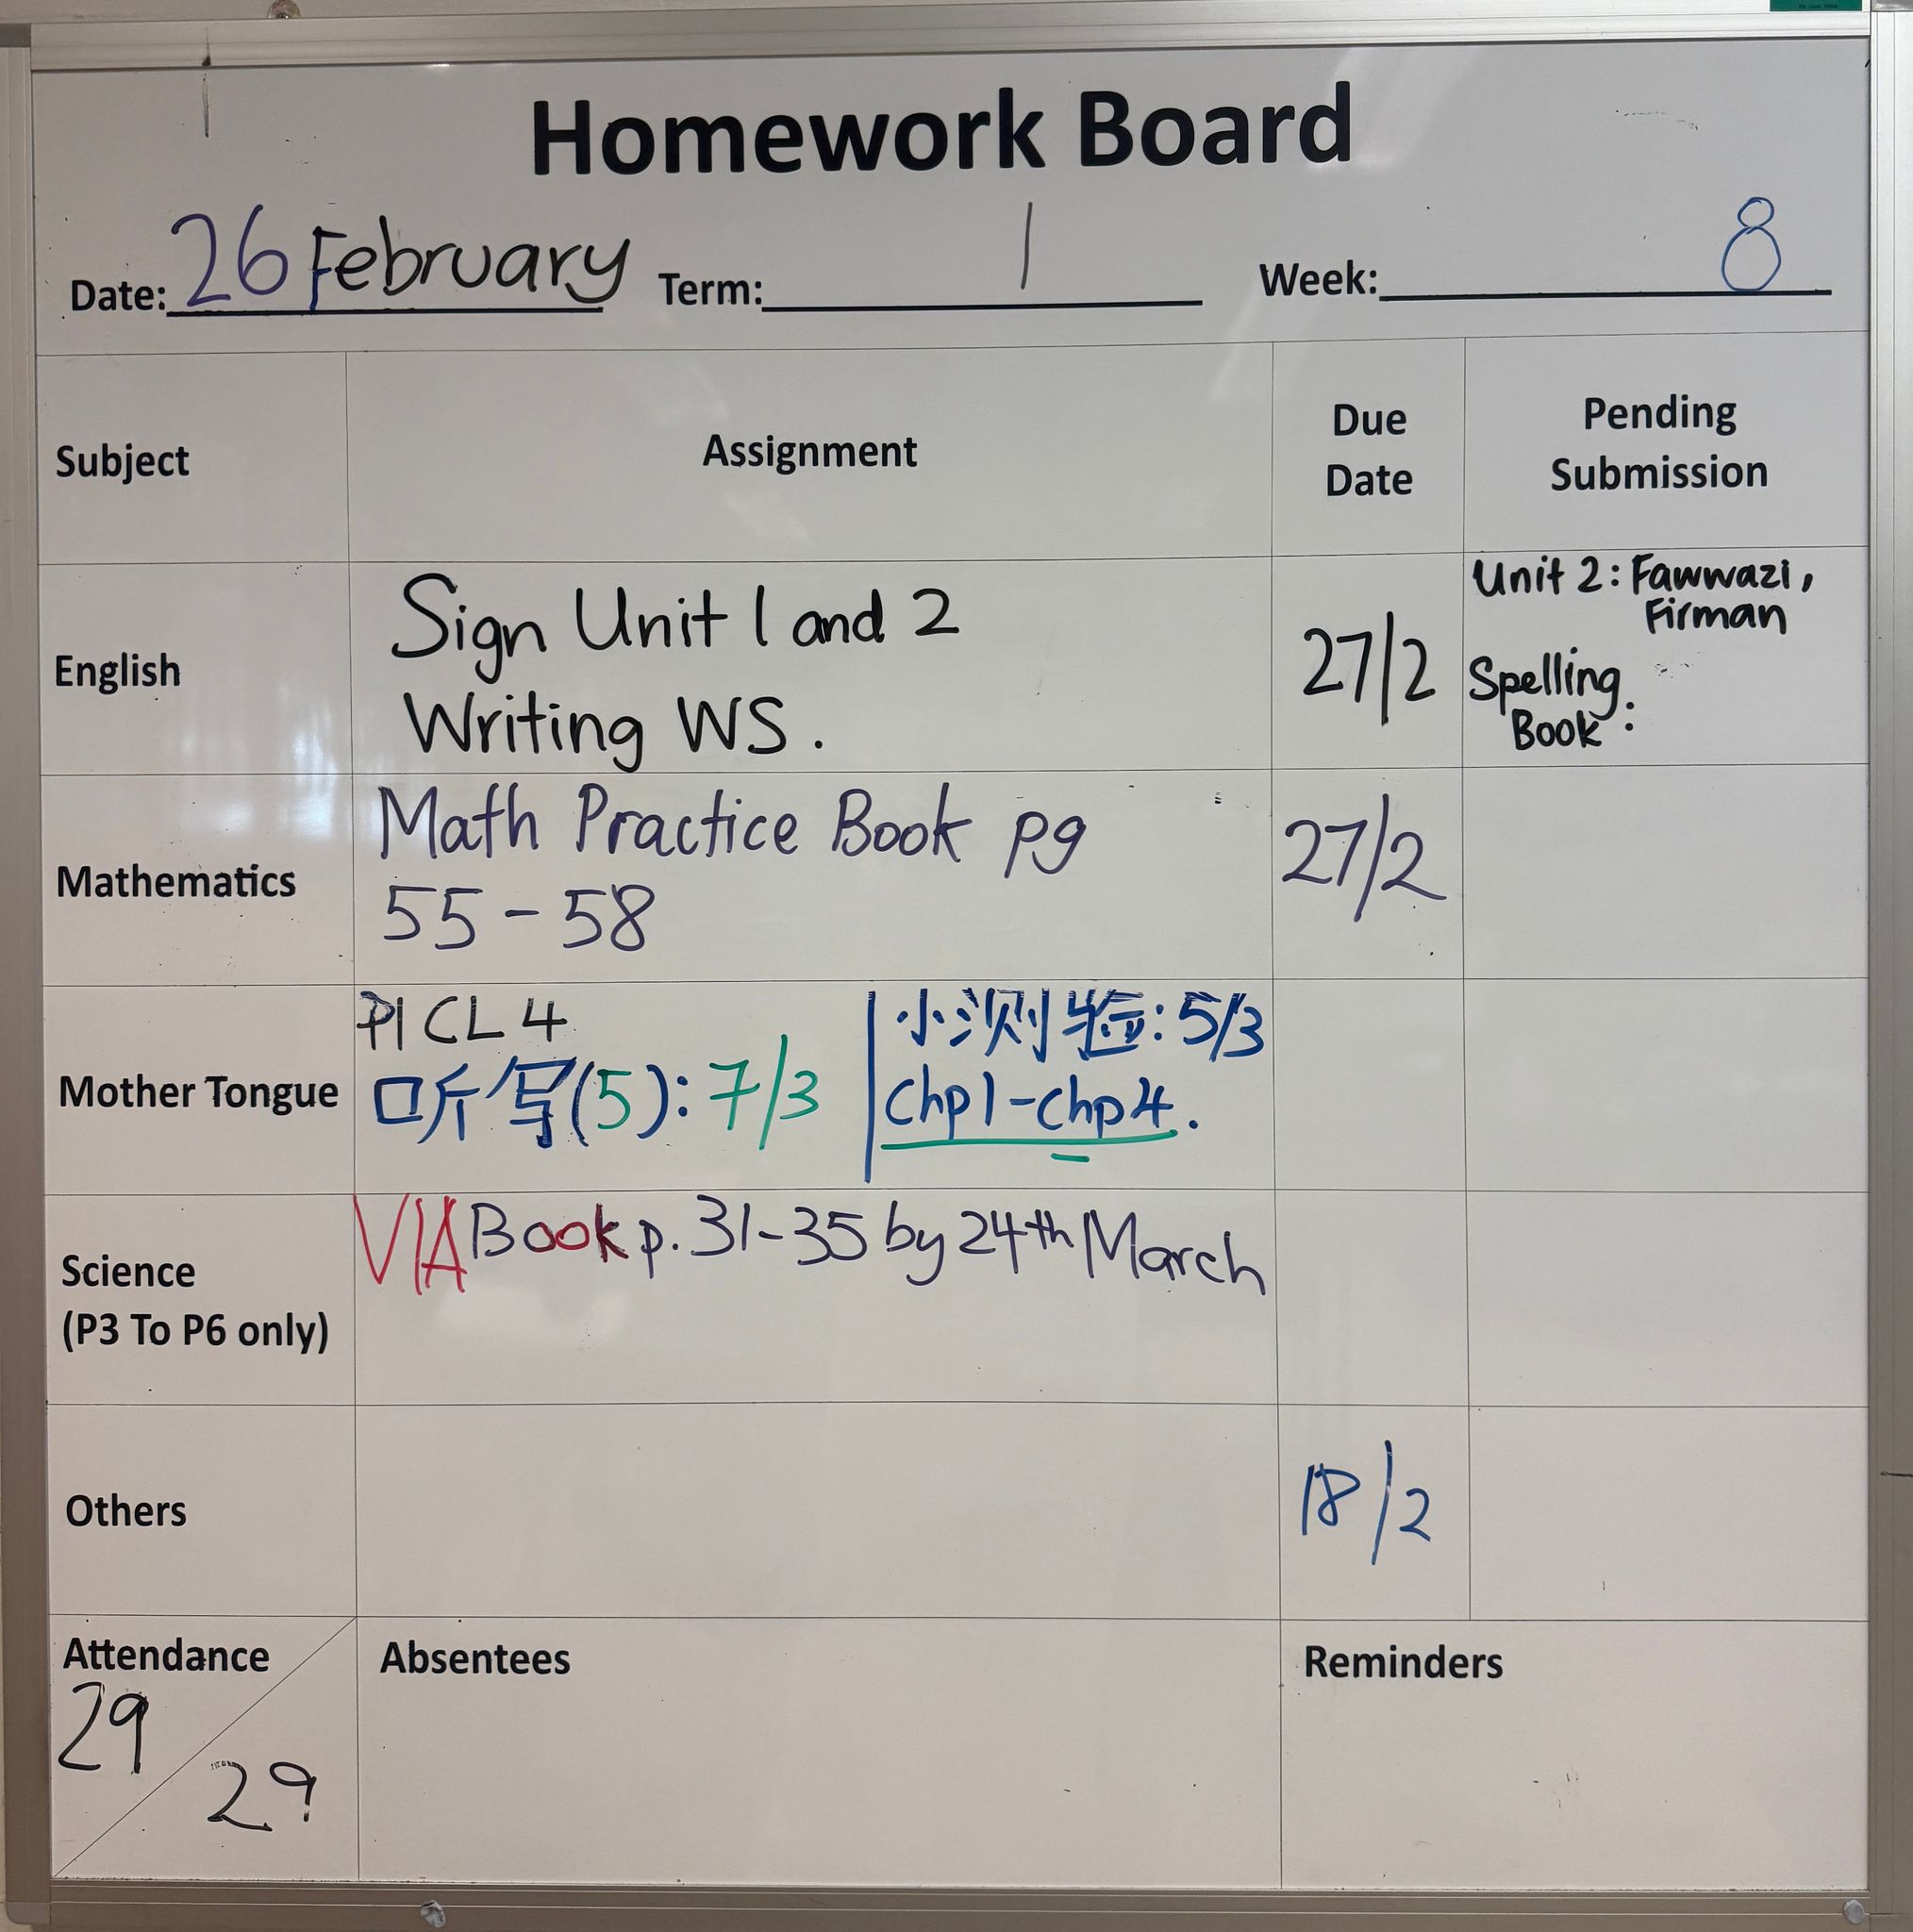 Homework Board
Date: 26 February Term: 1 Week: 8
Subject Assignment Due Date Pending Submission
English
Sign Unit 1 and 2
Writing WS.
27/2
Unit 2: Fawwazi,
Firman
Spelling
Book:
Mathematics
Math Practice Book pg
55-58
27/2
Mother Tongue
CL 4
听写(5): 7/3
小测验: 5/3
Chp1-Chp4.
Science
(P3 To P6 only)
VIA Book p. 31-35 by 24th March
Others
18/2
Attendance
29
29
Absentees
Reminders